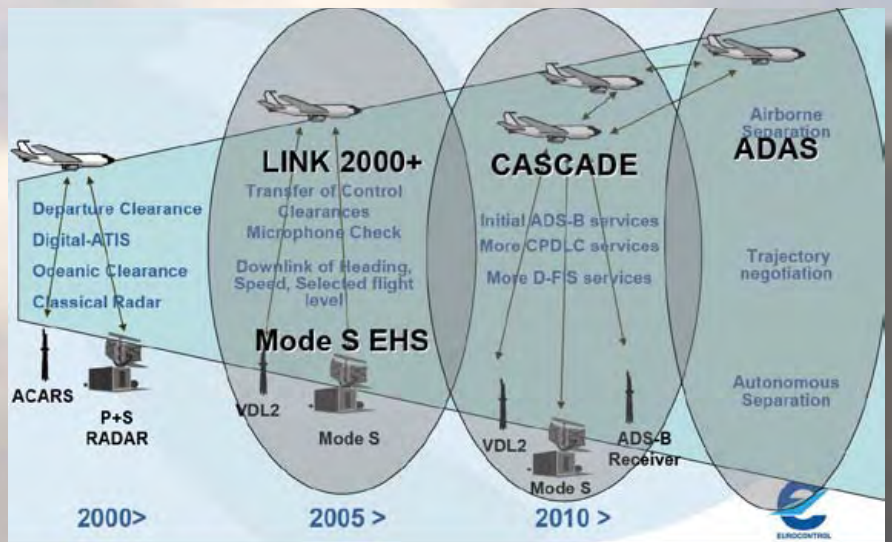 Departure Clearance
Digital-ATIS
Oceanic Clearance
Classical Radar
ACARS
P+S
RADAR
2000>
LINK 2000+
Transfer of Control
Clearances
Microphone Check
Downlink of Heading,
Speed, Selected flight
level
Mode S EHS
VDL2
Mode S
2005 >
CASCADE
Initial ADS-B services
More CPDLC services
More D-FIS services
VDL2
Mode S
ADS-B
Receiver
2010 >
Airborne
Separation
ADAS
Trajectory
negotiation
Autonomous
Separation
EUROCONTROL